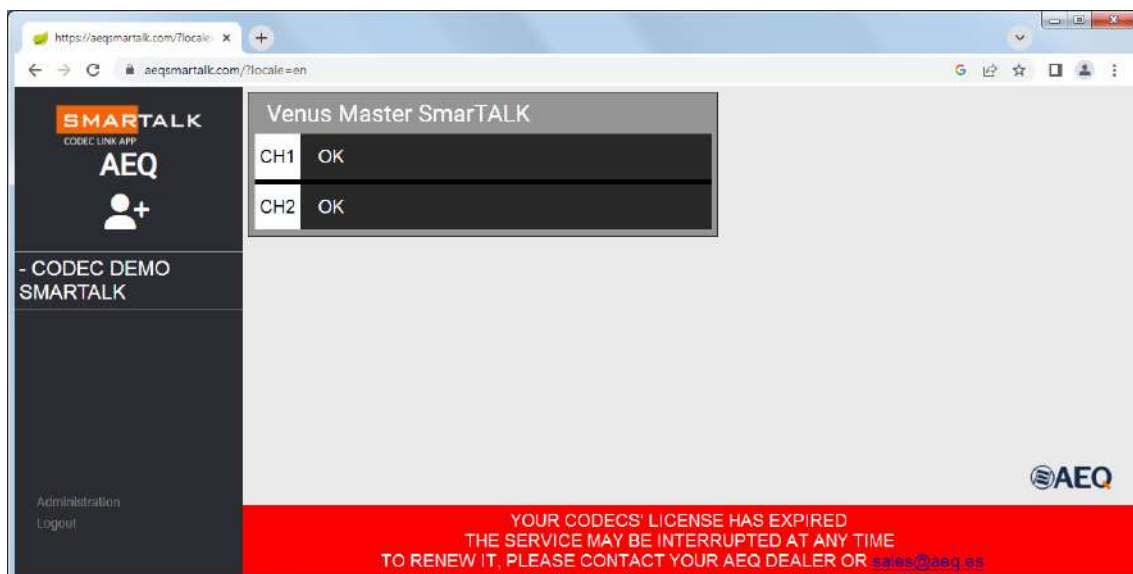 https://aeqsmartalk.com/?locale=
aeqsmartalk.com/?locale=en
SMARTALK
CODEC LINK APP
AEQ
- CODEC DEMO
SMARTALK
Administration
Logout
Venus Master SmarTALK
CH1 OK
CH2 OK
AEQ
YOUR CODECS' LICENSE HAS EXPIRED
THE SERVICE MAY BE INTERRUPTED AT ANY TIME
TO RENEW IT, PLEASE CONTACT YOUR AEQ DEALER OR sales@aeq.es